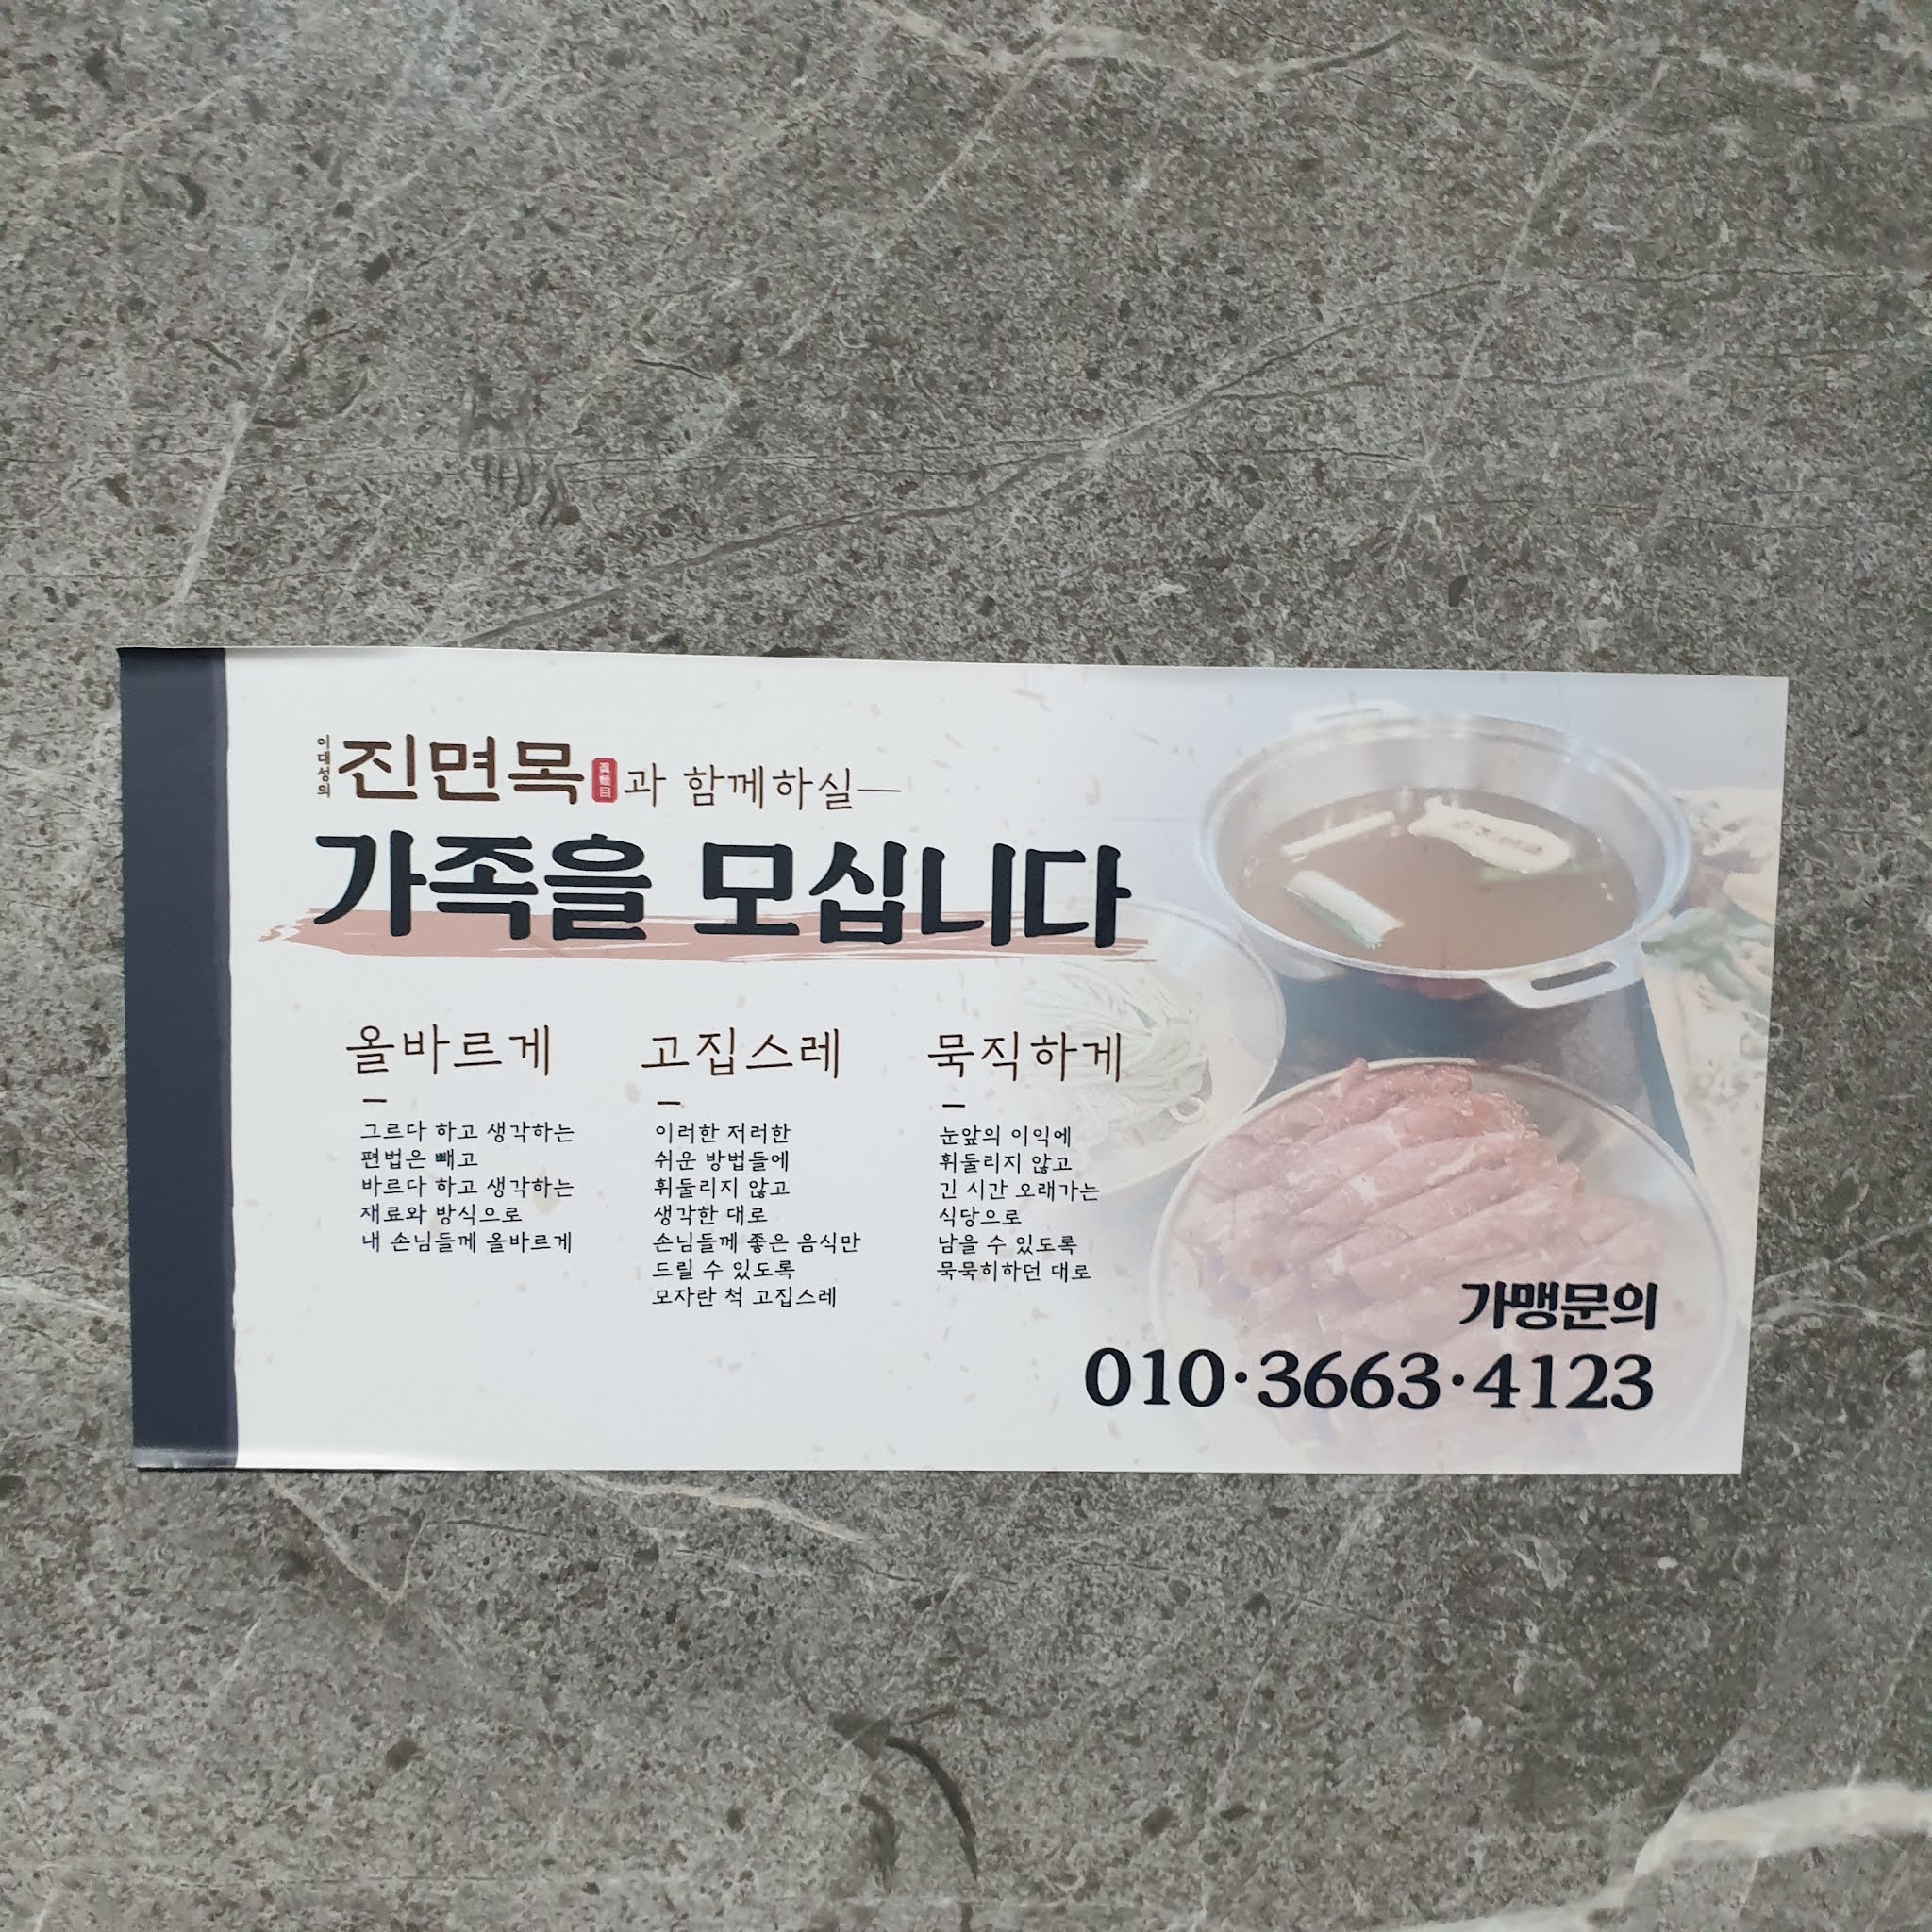 이대성의 진면목 眞麵目 과 함께하실—
가족을 모십니다
올바르게
그르다 하고 생각하는
편법은 빼고
바르다 하고 생각하는
재료와 방식으로
내 손님들께 올바르게
고집스레
이러한 저러한
쉬운 방법들에
휘둘리지 않고
생각한 대로
손님들께 좋은 음식만
드릴 수 있도록
모자란 척 고집스레
묵직하게
눈앞의 이익에
휘둘리지 않고
긴 시간 오래가는
식당으로
남을 수 있도록
묵묵히하던 대로
가맹문의
010·3663·4123